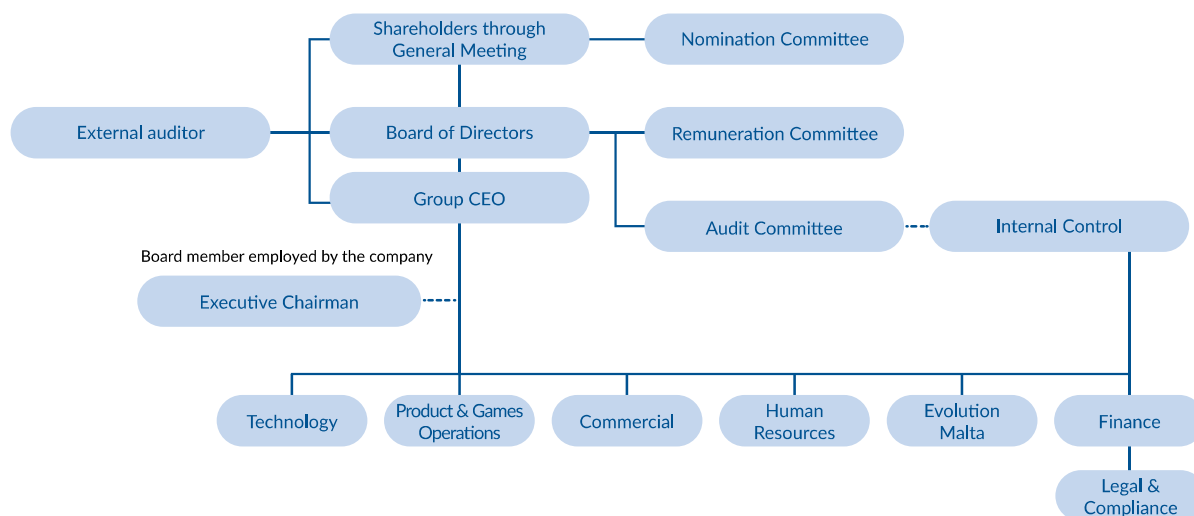 Shareholders through
General Meeting
Nomination Committee
External auditor
Board of Directors
Remuneration Committee
Group CEO
Audit Committee
Internal Control
Board member employed by the company
Executive Chairman
Technology
Product & Games
Operations
Commercial
Human
Resources
Evolution
Malta
Finance
Legal &
Compliance